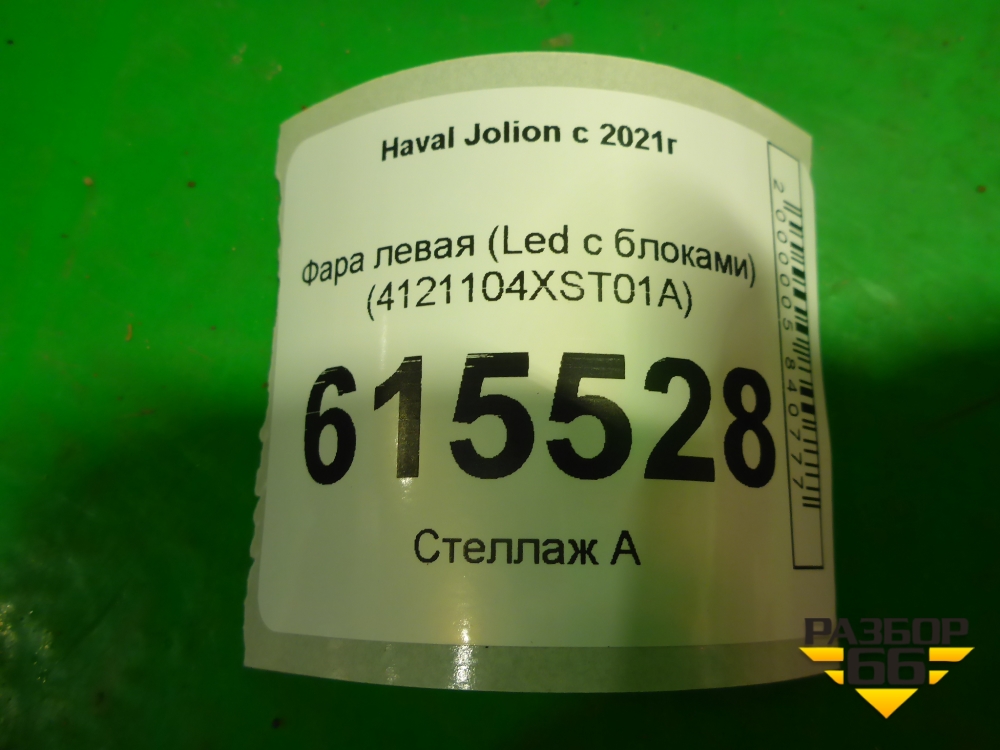 Haval Jolion с 2021г
Фара левая (Led с блоками)
(4121104XST01A)
615528
Стеллаж А
2000005840777
РАЗБОР
66